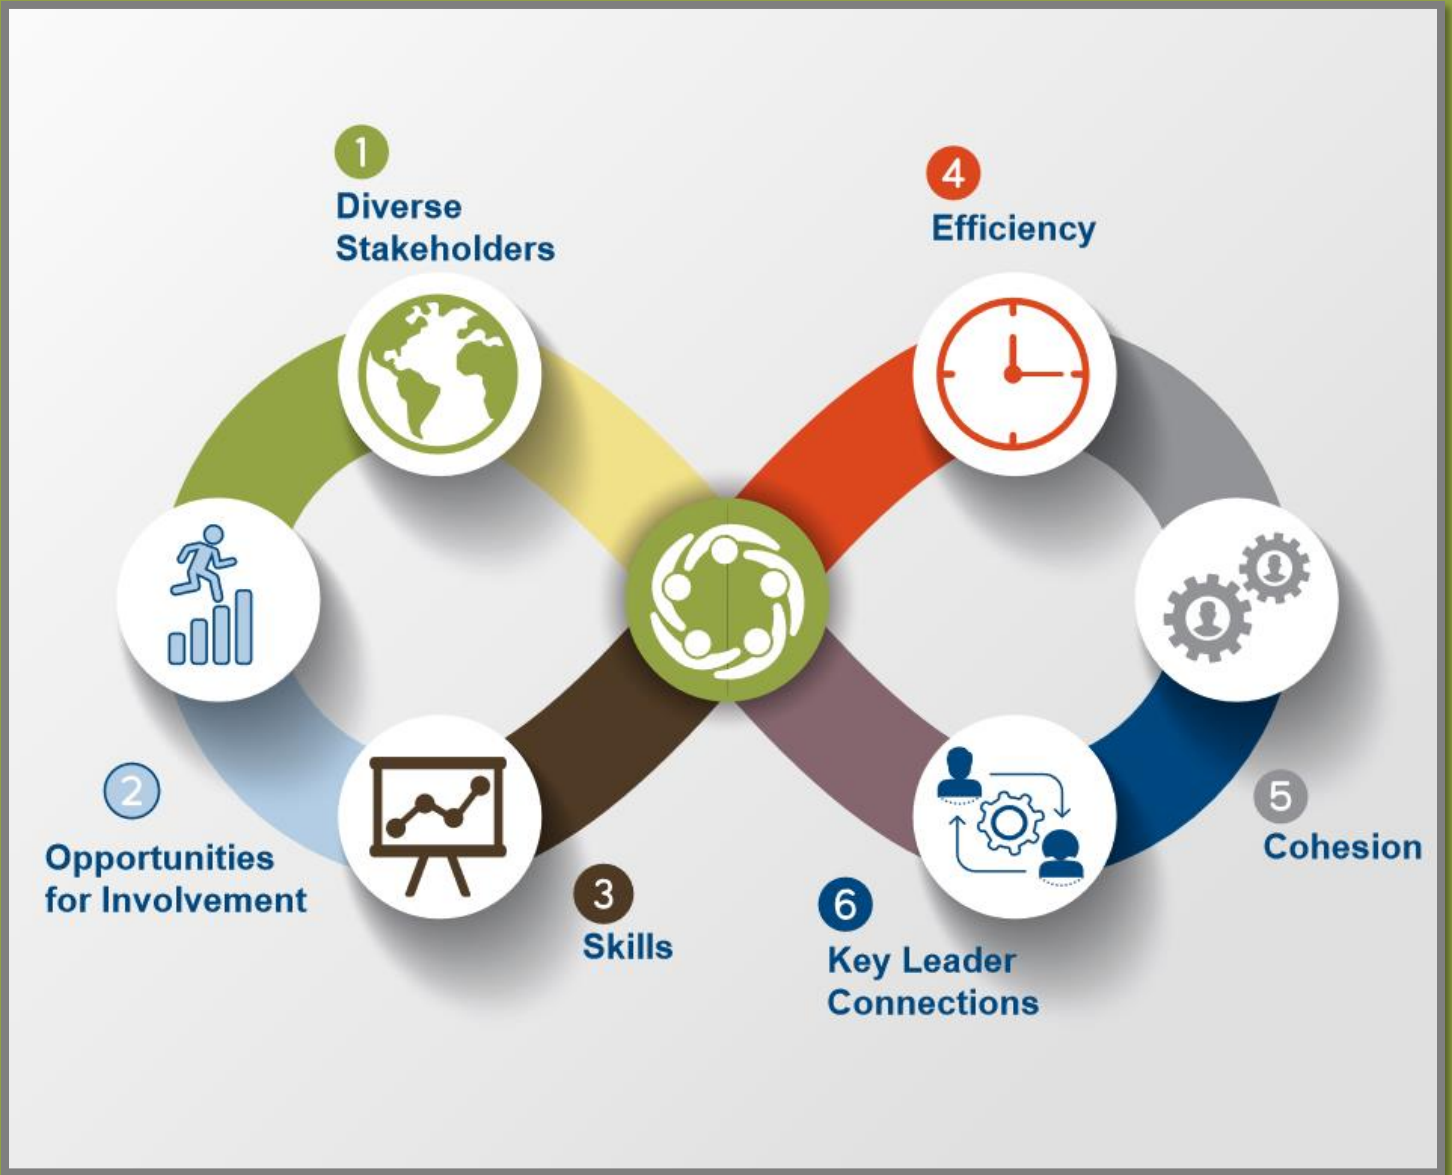 1
Diverse
Stakeholders
2
Opportunities
for Involvement
3
Skills
4
Efficiency
5
Cohesion
6
Key Leader
Connections